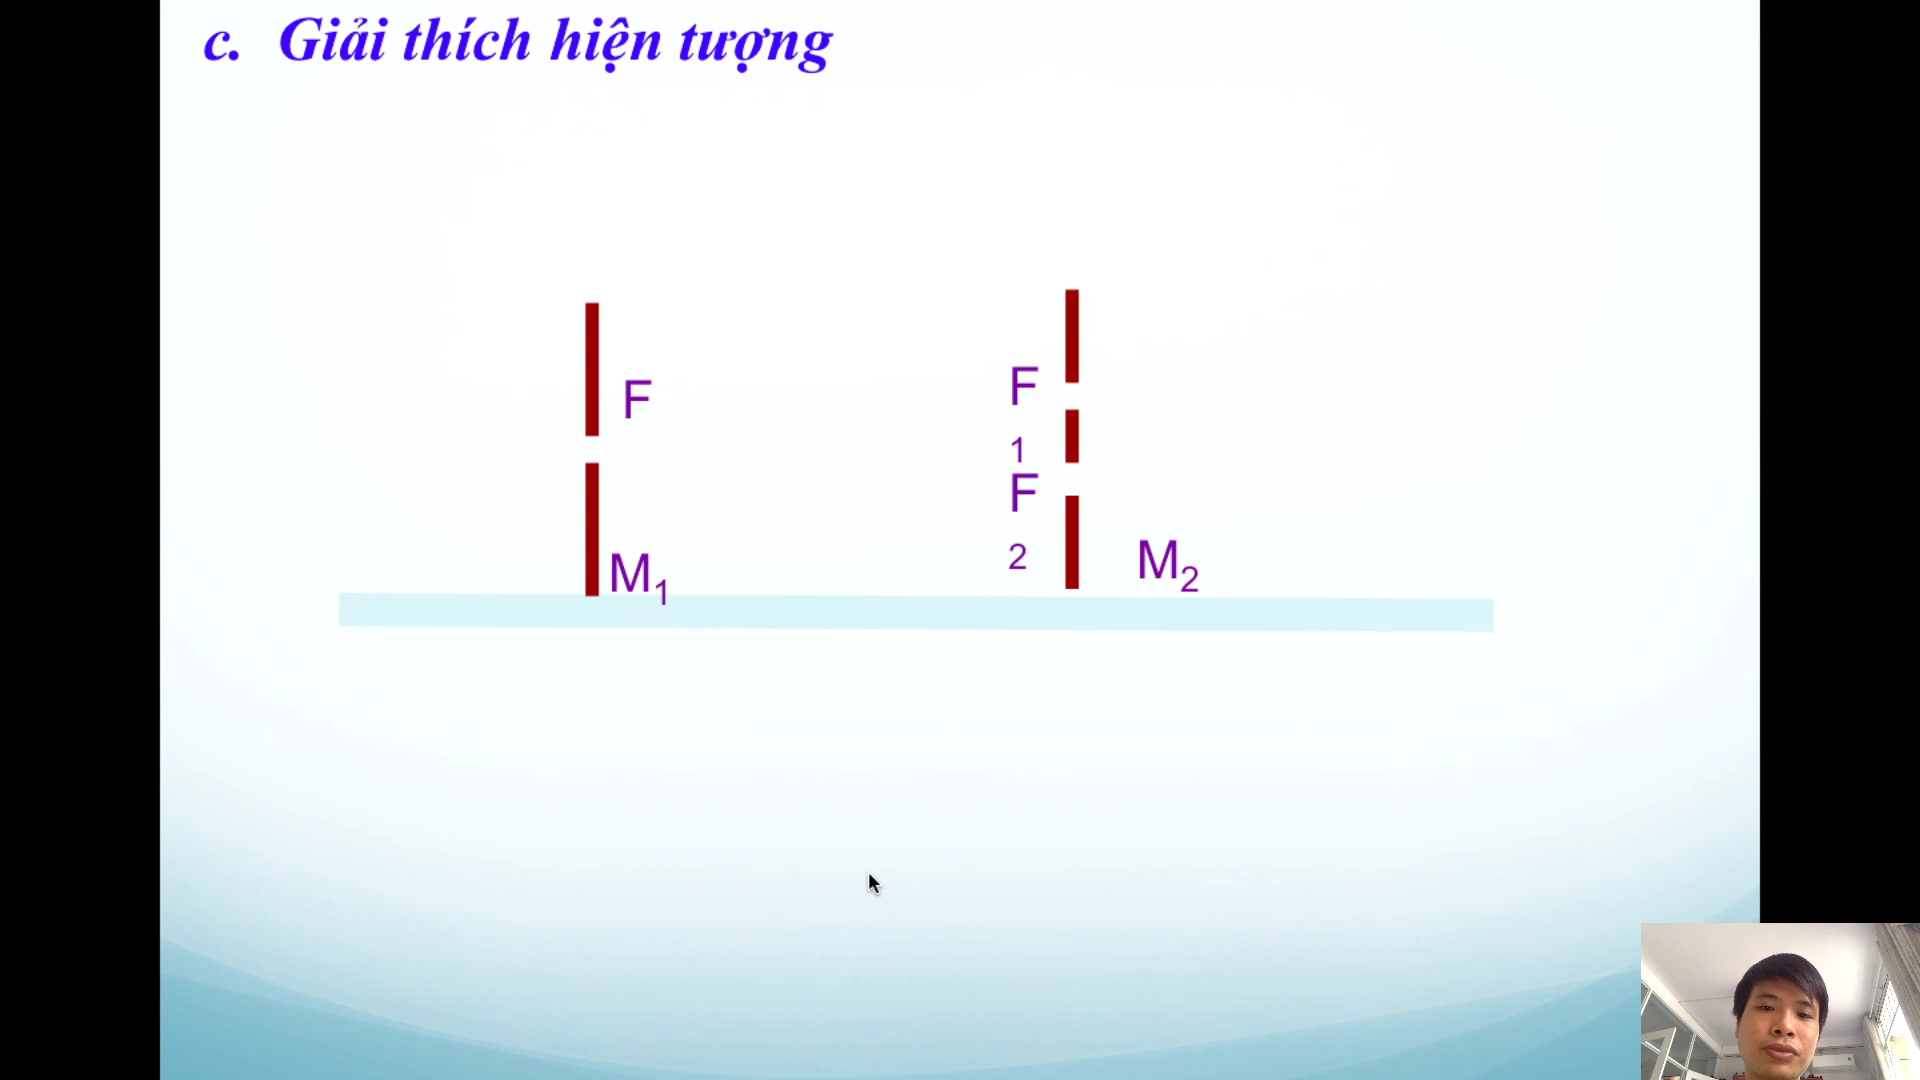 c. Giải thích hiện tượng
F
F
1
F
2
M1
M2